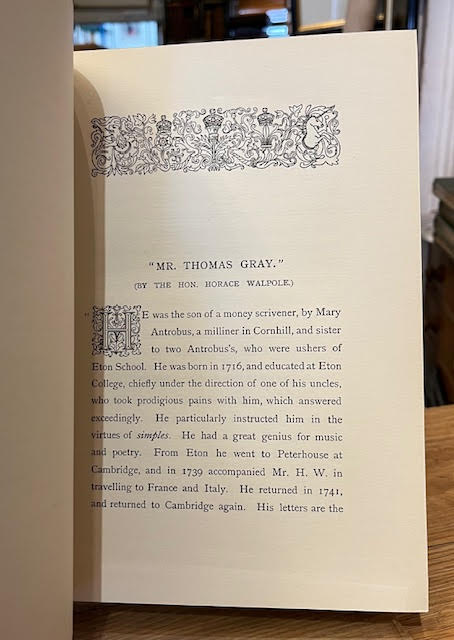 "MR. THOMAS GRAY."
(BY THE HON. HORACE WALPOLE.)
"HE was the son of a money scrivener, by Mary
Antrobus, a milliner in Cornhill, and sister
to two Antrobus's, who were ushers of
Eton School. He was born in 1716, and educated at Eton
College, chiefly under the direction of one of his uncles,
who took prodigious pains with him, which answered
exceedingly. He particularly instructed him in the
virtues of simples. He had a great genius for music
and poetry. From Eton he went to Peterhouse at
Cambridge, and in 1739 accompanied Mr. H. W. in
travelling to France and Italy. He returned in 1741,
and returned to Cambridge again. His letters are the